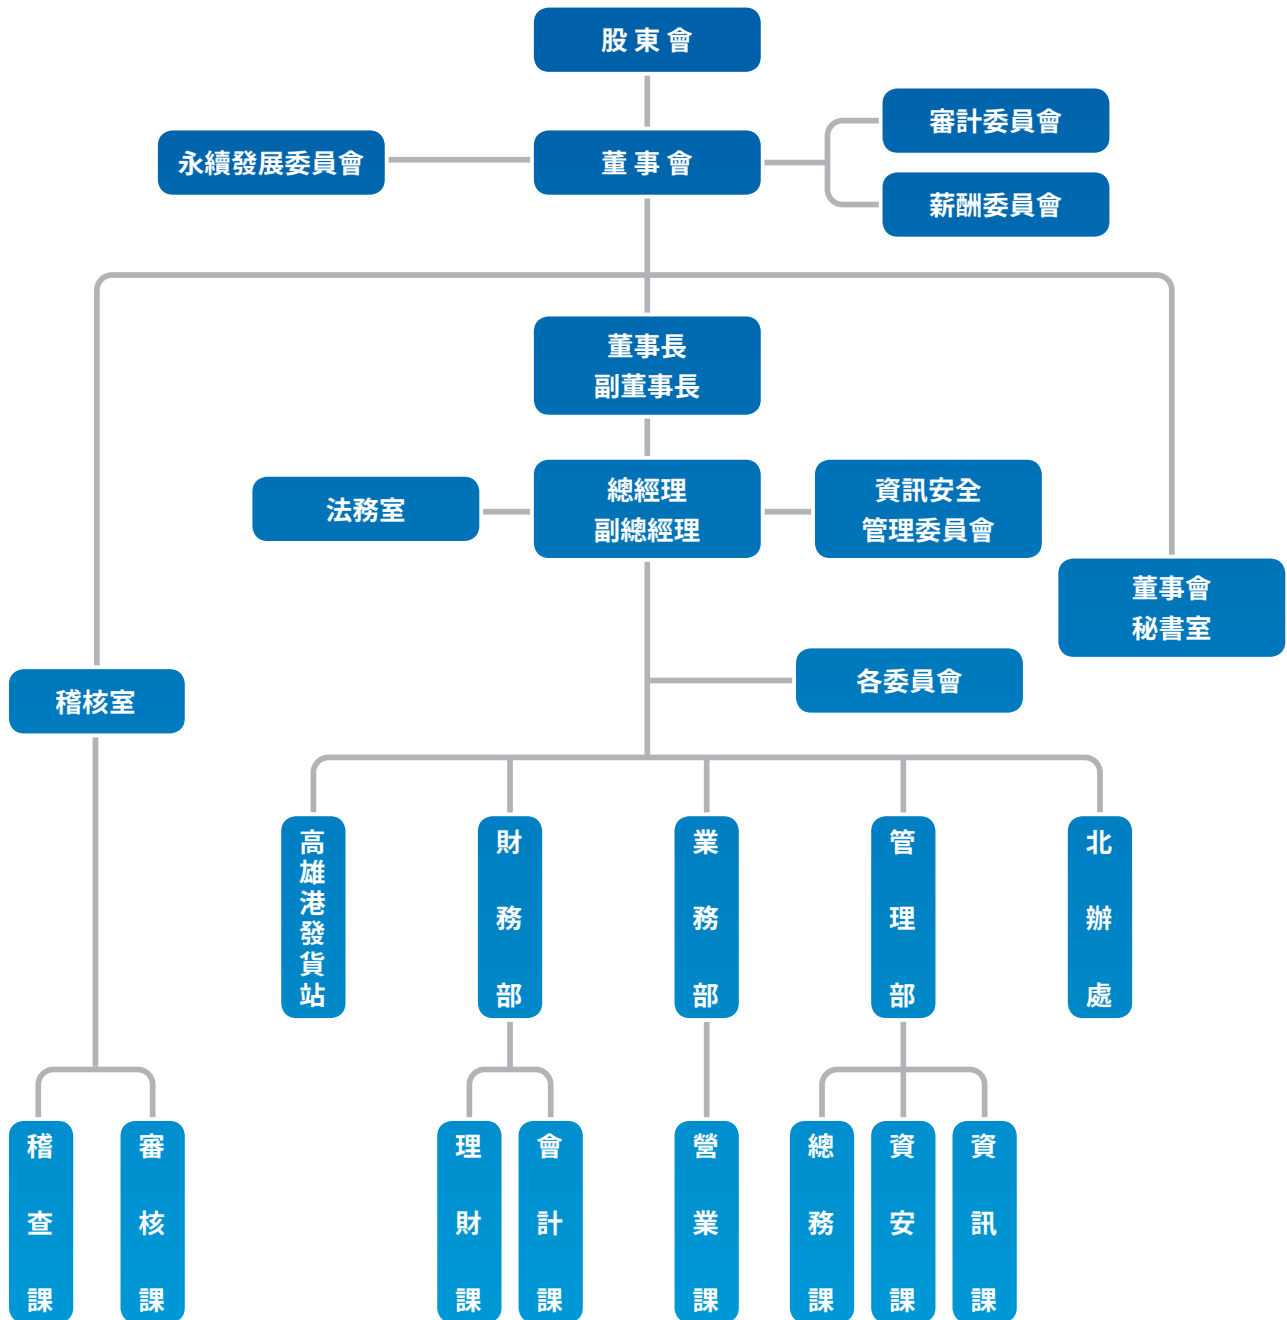 股東會
審計委員會
永續發展委員會
董事會
薪酬委員會
董事長
副董事長
總經理
副總經理
法務室
資訊安全
管理委員會
董事會
秘書室
各委員會
稽核室
高雄港發貨站
財務部
業務部
管理部
北辦處
稽查課
審核課
理財課
會計課
營業課
總務課
資安課
資訊課